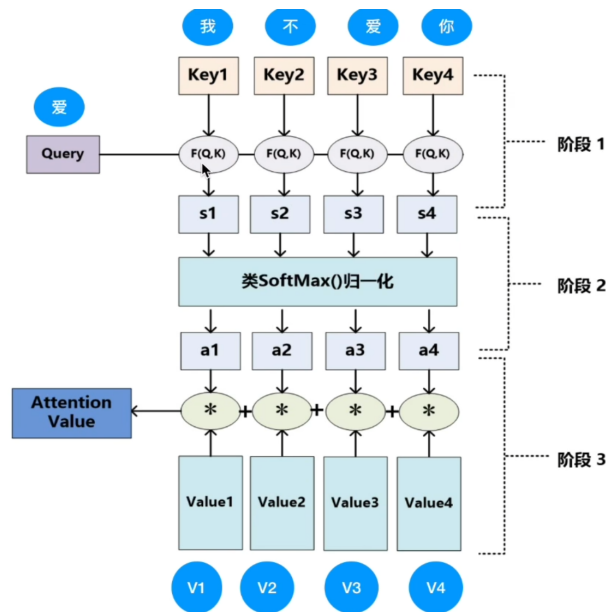 我 不 爱 你
Key1 Key2 Key3 Key4
爱
Query
F(Q,K) F(Q,K) F(Q,K) F(Q,K)
阶段 1
s1 s2 s3 s4
类SoftMax()归一化
阶段 2
a1 a2 a3 a4
Attention
Value
* + * + * + *
阶段 3
Value1 Value2 Value3 Value4
V1 V2 V3 V4